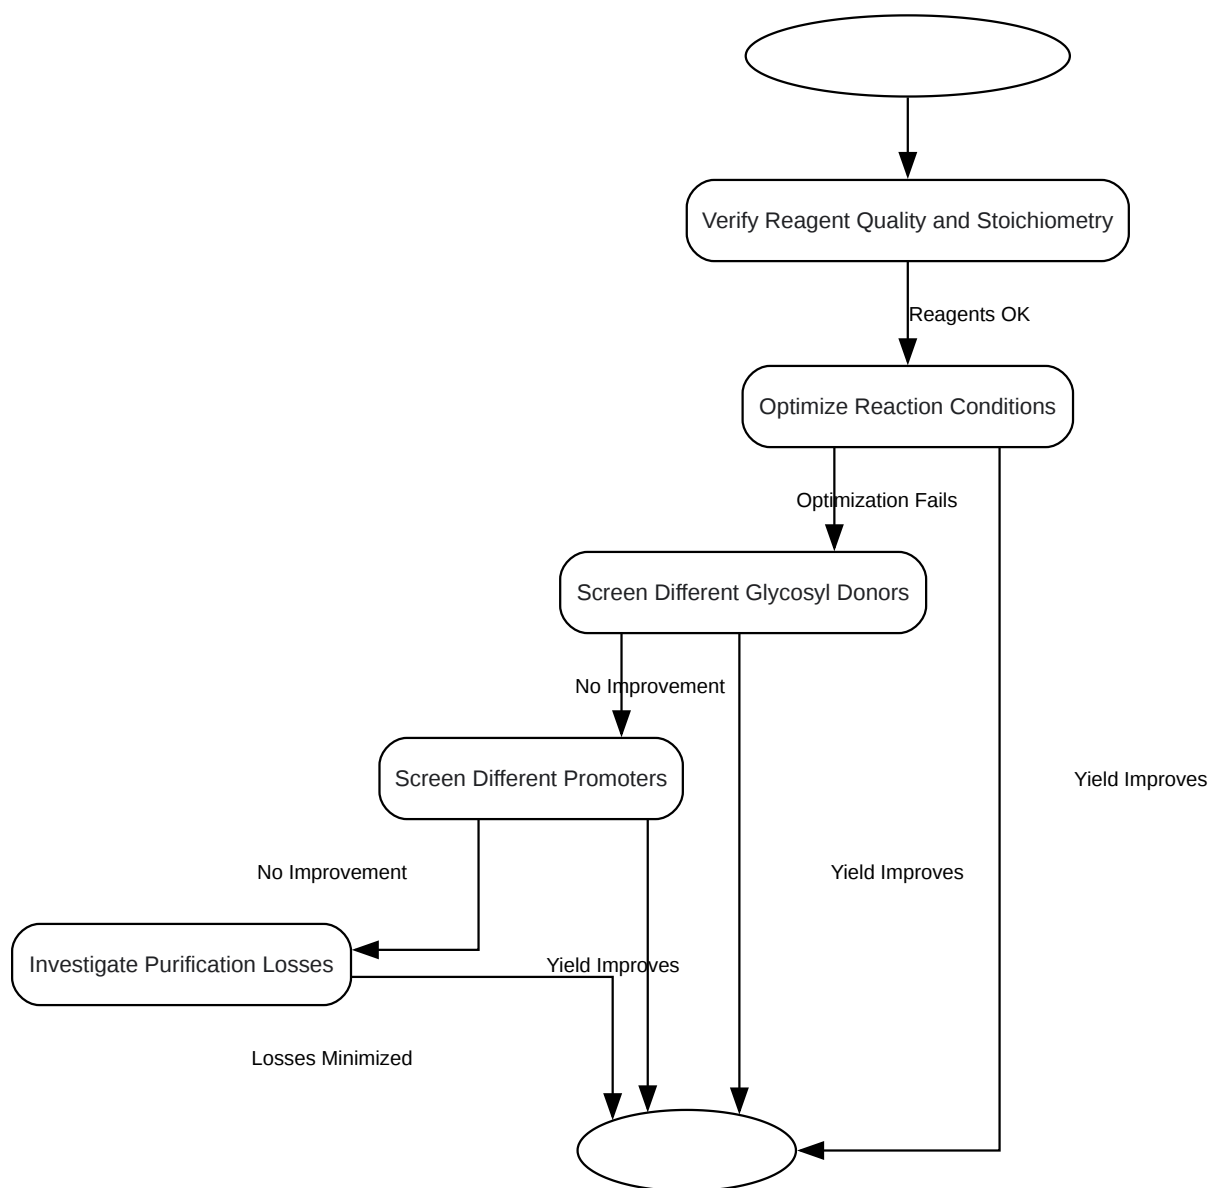 Verify Reagent Quality and Stoichiometry
Reagents OK
Optimize Reaction Conditions
Optimization Fails
Screen Different Glycosyl Donors
No Improvement
Screen Different Promoters
Yield Improves
No Improvement
Yield Improves
Investigate Purification Losses
Yield Improves
Losses Minimized